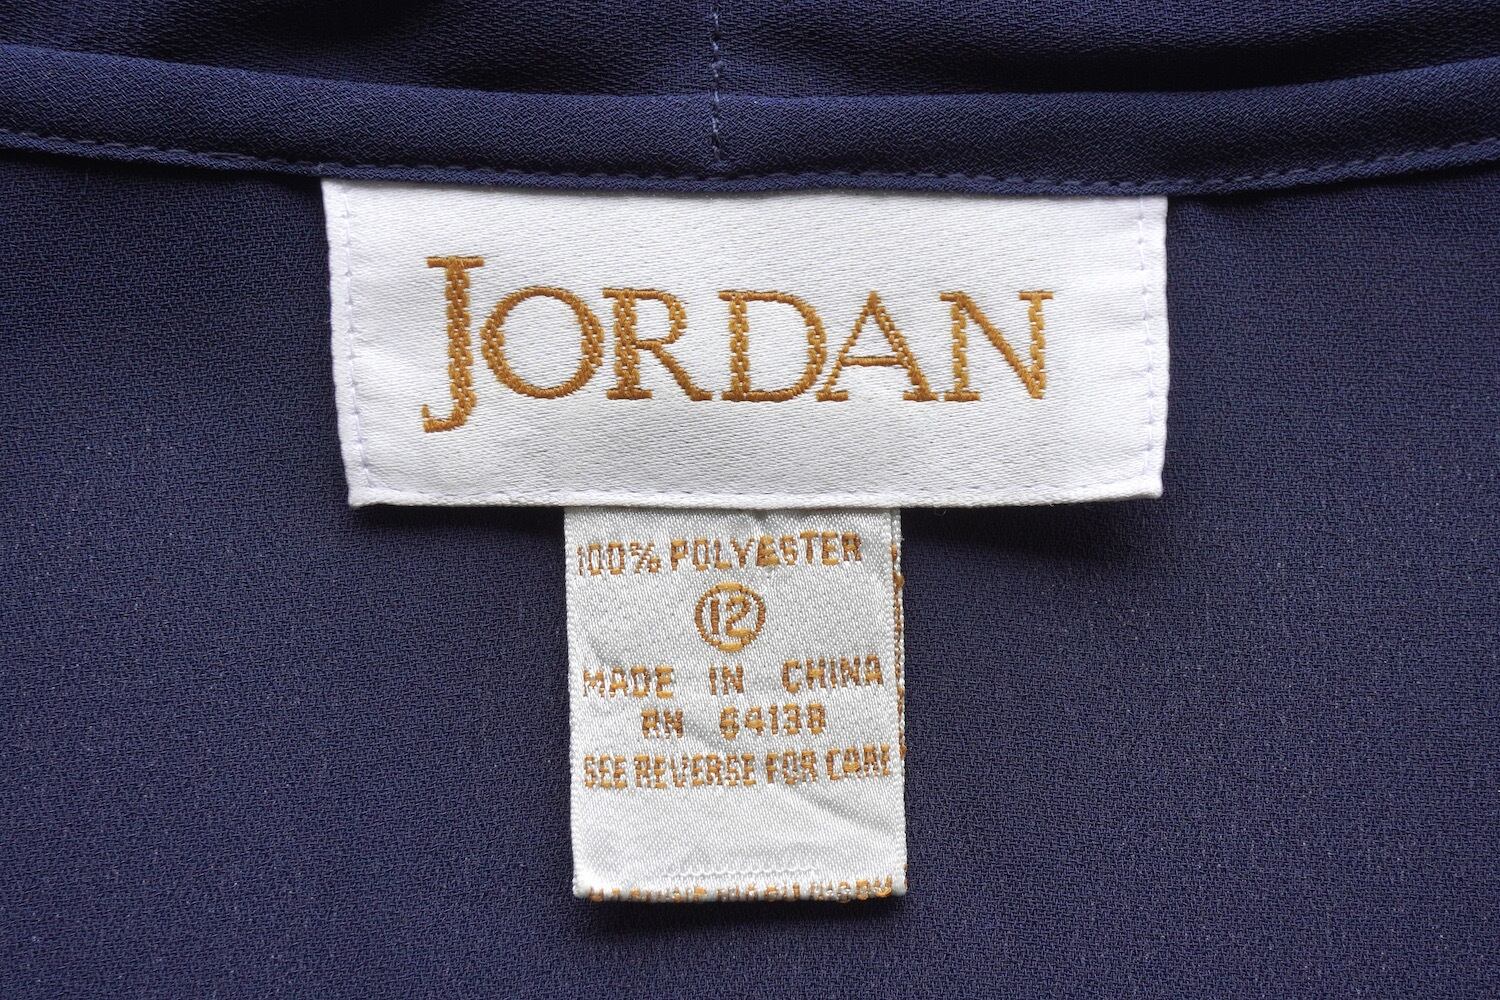 JORDAN
100% POLYESTER
12
MADE IN CHINA
RN 64138
SEE REVERSE FOR CARE